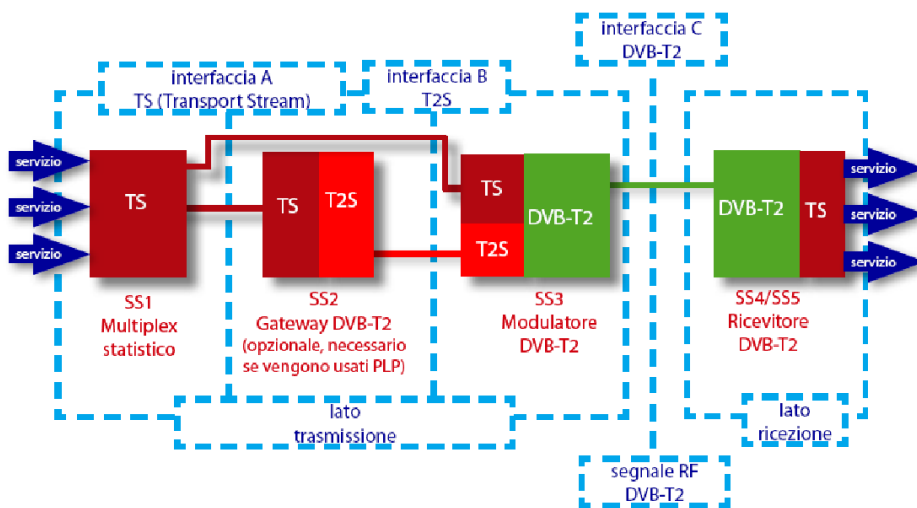 interfaccia C
DVB-T2
interfaccia A
TS (Transport Stream)
interfaccia B
T2S
servizio
servizio
servizio
TS
TS
T2S
TS
T2S
DVB-T2
DVB-T2
TS
servizio
servizio
servizio
SS1
Multiplex
statistico
SS2
Gateway DVB-T2
(opzionale, necessario
se vengono usati PLP)
SS3
Modulatore
DVB-T2
SS4/SS5
Ricevitore
DVB-T2
lato
trasmissione
lato
ricezione
segnale RF
DVB-T2